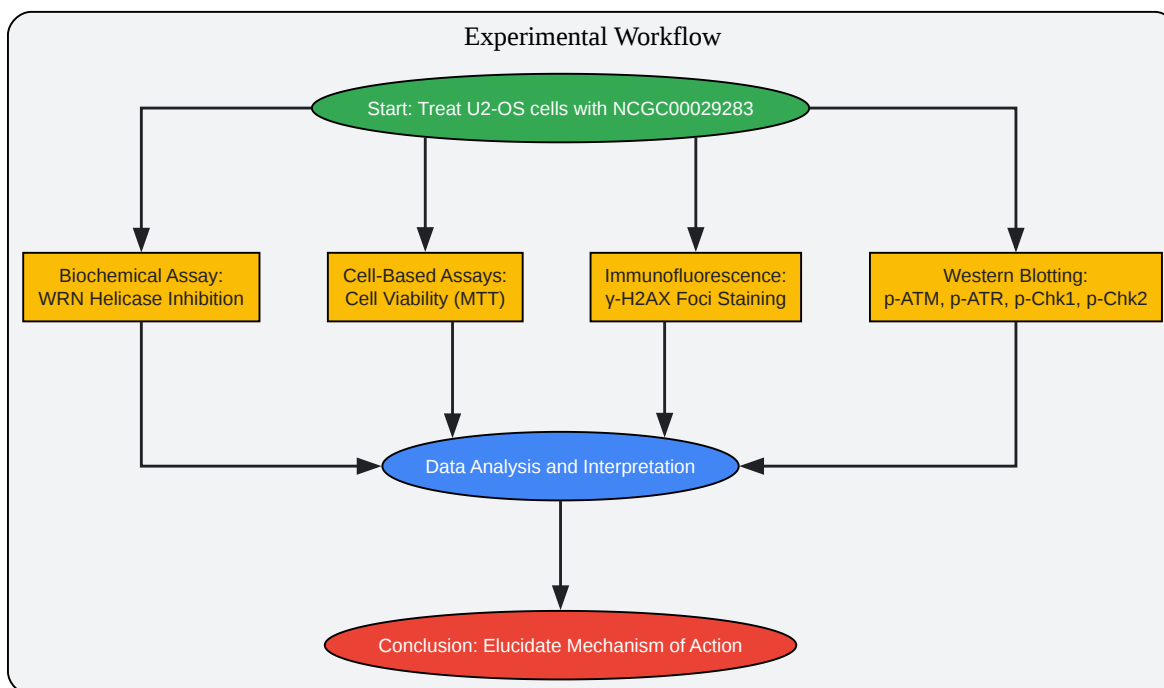 Experimental Workflow
Start: Treat U2-OS cells with NCGC00029283
Biochemical Assay:
WRN Helicase Inhibition
Cell-Based Assays:
Cell Viability (MTT)
Immunofluorescence:
γ-H2AX Foci Staining
Western Blotting:
p-ATM, p-ATR, p-Chk1, p-Chk2
Data Analysis and Interpretation
Conclusion: Elucidate Mechanism of Action